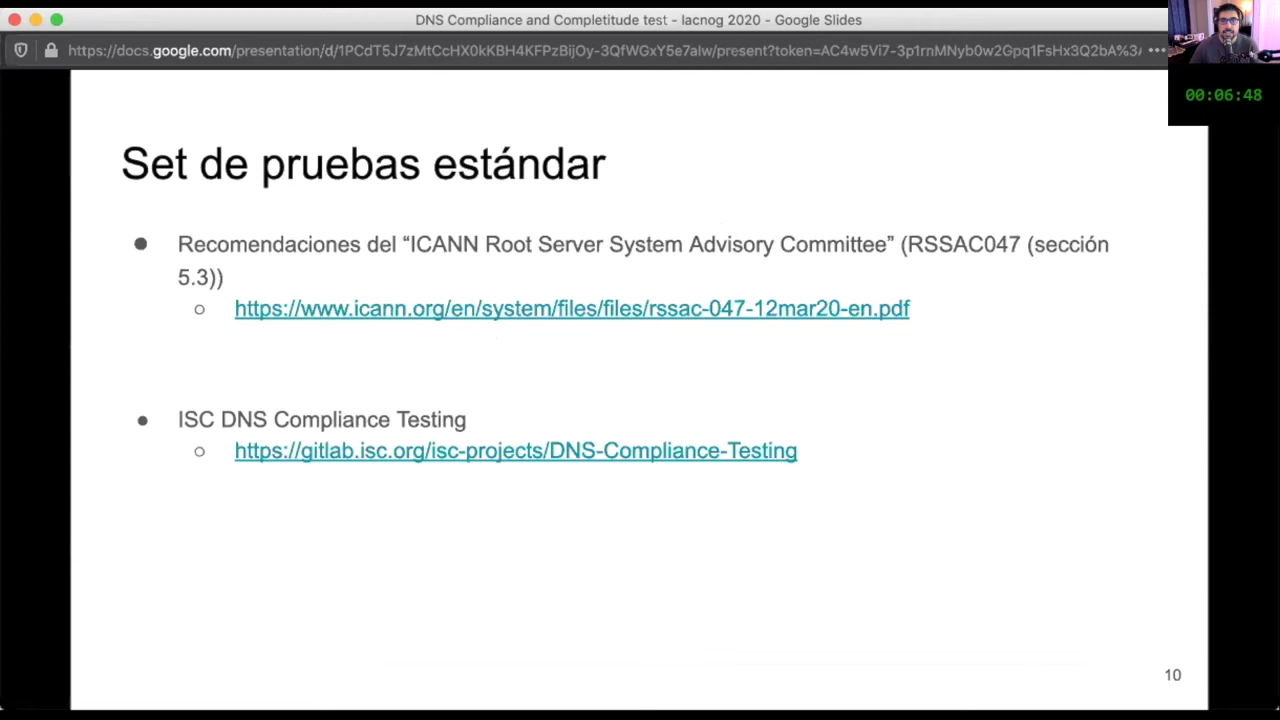 DNS Compliance and Completitude test - lacnog 2020 - Google Slides
https://docs.google.com/presentation/d/1PCdT5J7zMtCcHX0kKBH4KFPzBijOy-3QfWGxY5e7alw/present?token=AC4w5Vi7-3p1rnMNyb0w2Gpq1FsHx3Q2bA%3A
00:06:48
Set de pruebas estándar
● Recomendaciones del “ICANN Root Server System Advisory Committee” (RSSAC047 (sección
5.3))
○ https://www.icann.org/en/system/files/files/rssac-047-12mar20-en.pdf
● ISC DNS Compliance Testing
○ https://gitlab.isc.org/isc-projects/DNS-Compliance-Testing
10